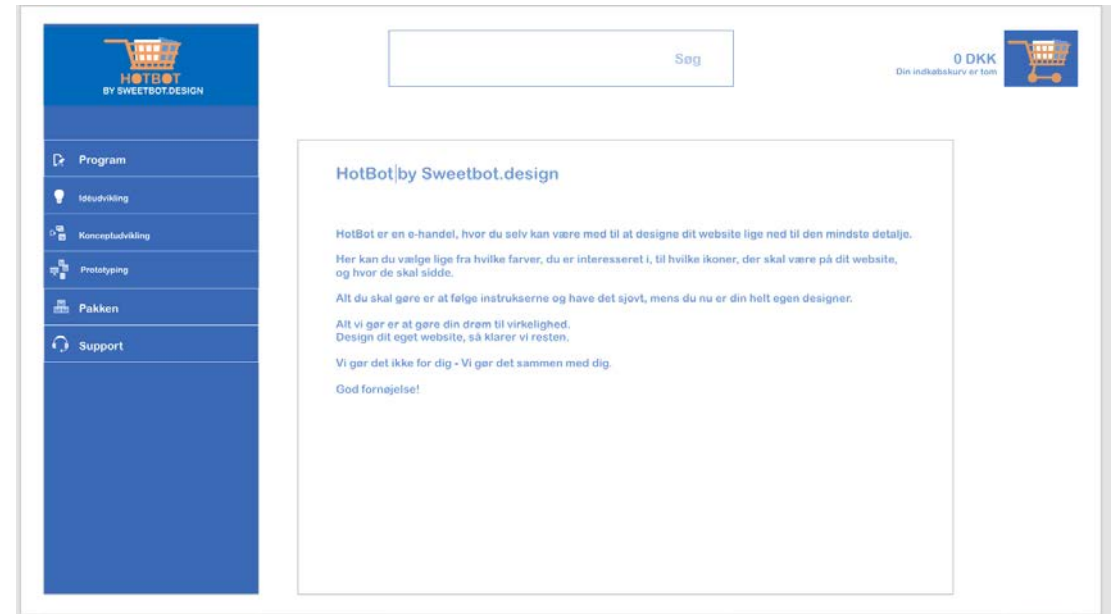 HOTBOT
BY SWEETBOT.DESIGN
Søg
0 DKK
Din indkøbskurv er tom
Program
Idéudvikling
Konceptudvikling
Prototyping
Pakken
Support
HotBot by Sweetbot.design
HotBot er en e-handel, hvor du selv kan være med til at designe dit website lige ned til den mindste detalje.
Her kan du vælge lige fra hvilke farver, du er interesseret i, til hvilke ikoner, der skal være på dit website,
og hvor de skal sidde.
Alt du skal gøre er at følge instrukserne og have det sjovt, mens du nu er din helt egen designer.
Alt vi gør er at gøre din drøm til virkelighed.
Design dit eget website, så klarer vi resten.
Vi gør det ikke for dig - Vi gør det sammen med dig.
God fornøjelse!